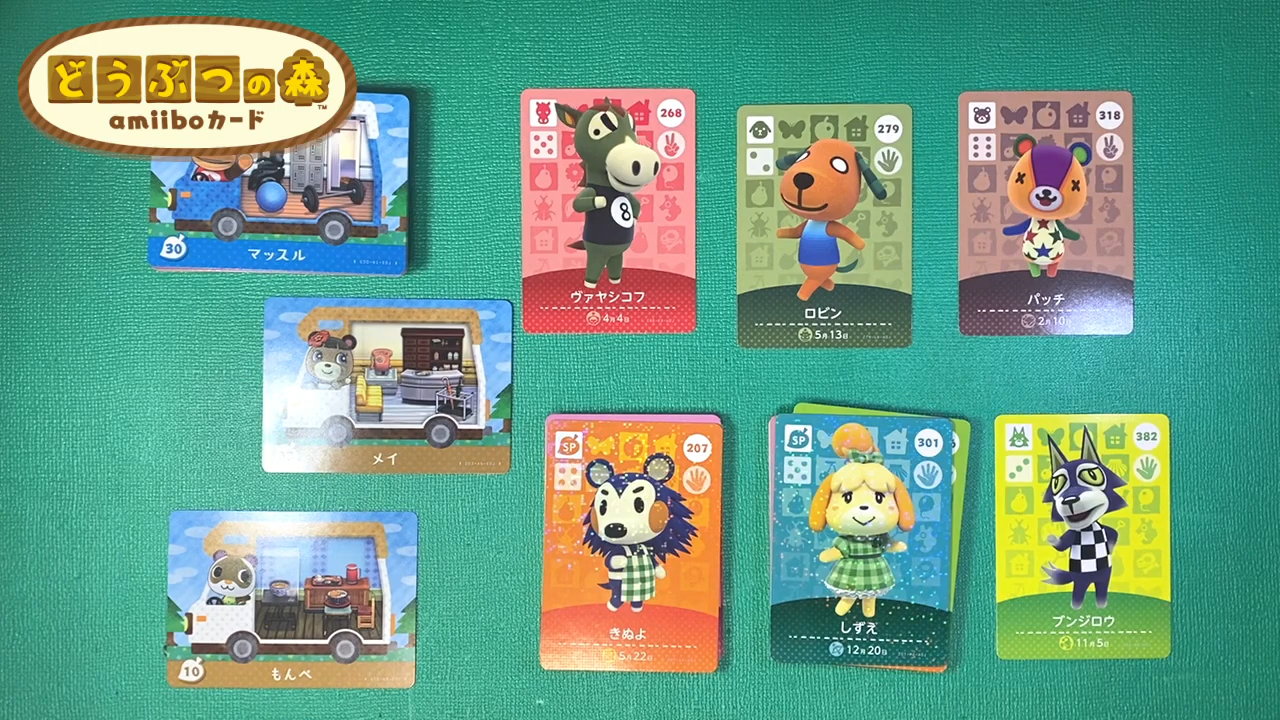 どうぶつの森™
amiiboカード
30
マッスル
メイ
10
もんぺ
268
8
ヴァヤシコフ
4月4日
279
ロビン
5月13日
318
パッチ
2月10日
SP
207
きぬよ
5月22日
SP
301
しずえ
12月20日
382
ブンジロウ
11月5日